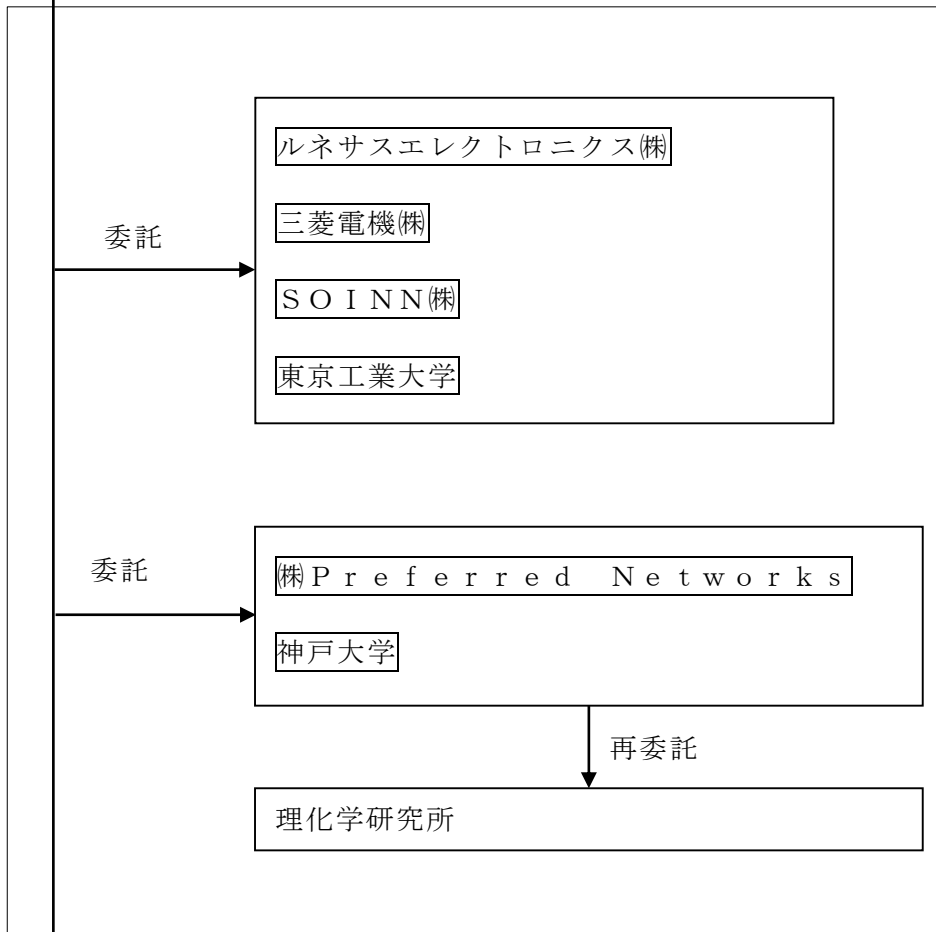 委託
ルネサスエレクトロニクス㈱
三菱電機㈱
ＳＯＩＮＮ㈱
東京工業大学
委託
㈱Ｐｒｅｆｅｒｒｅｄ　Ｎｅｔｗｏｒｋｓ
神戸大学
再委託
理化学研究所